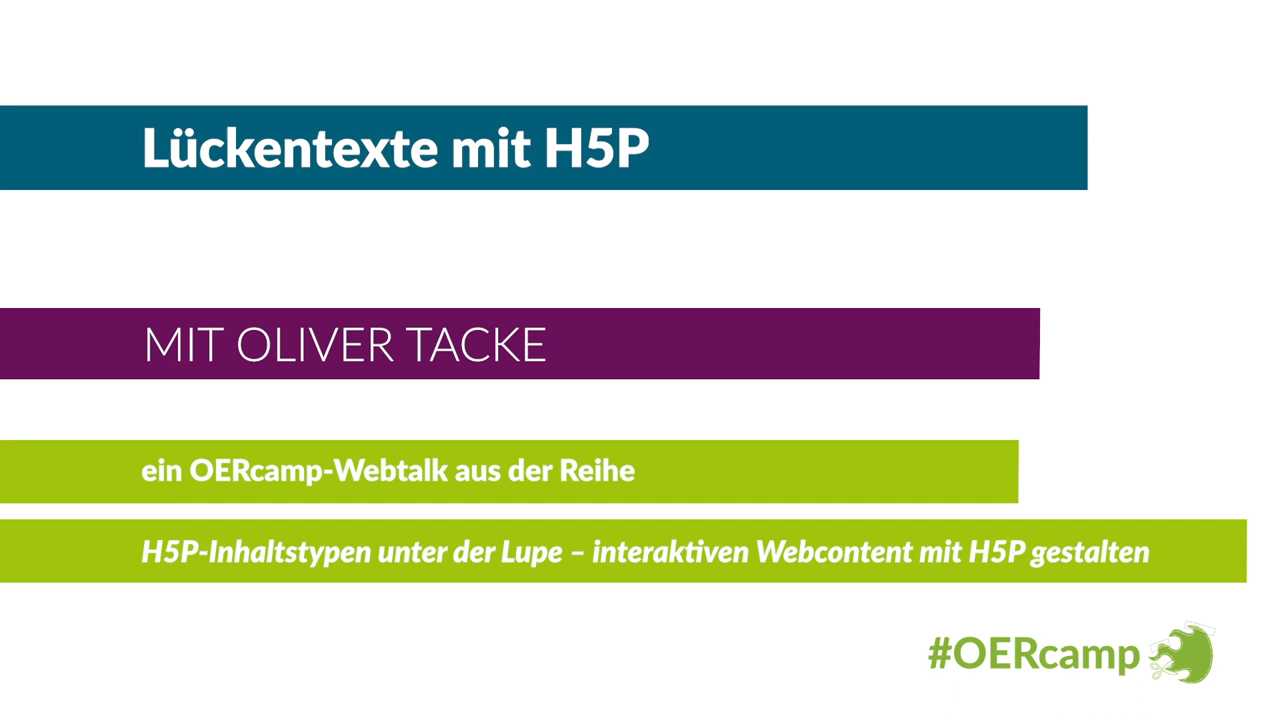 Lückentexte mit H5P
MIT OLIVER TACKE
ein OERcamp-Webtalk aus der Reihe
H5P-Inhaltstypen unter der Lupe – interaktiven Webcontent mit H5P gestalten
#OERcamp